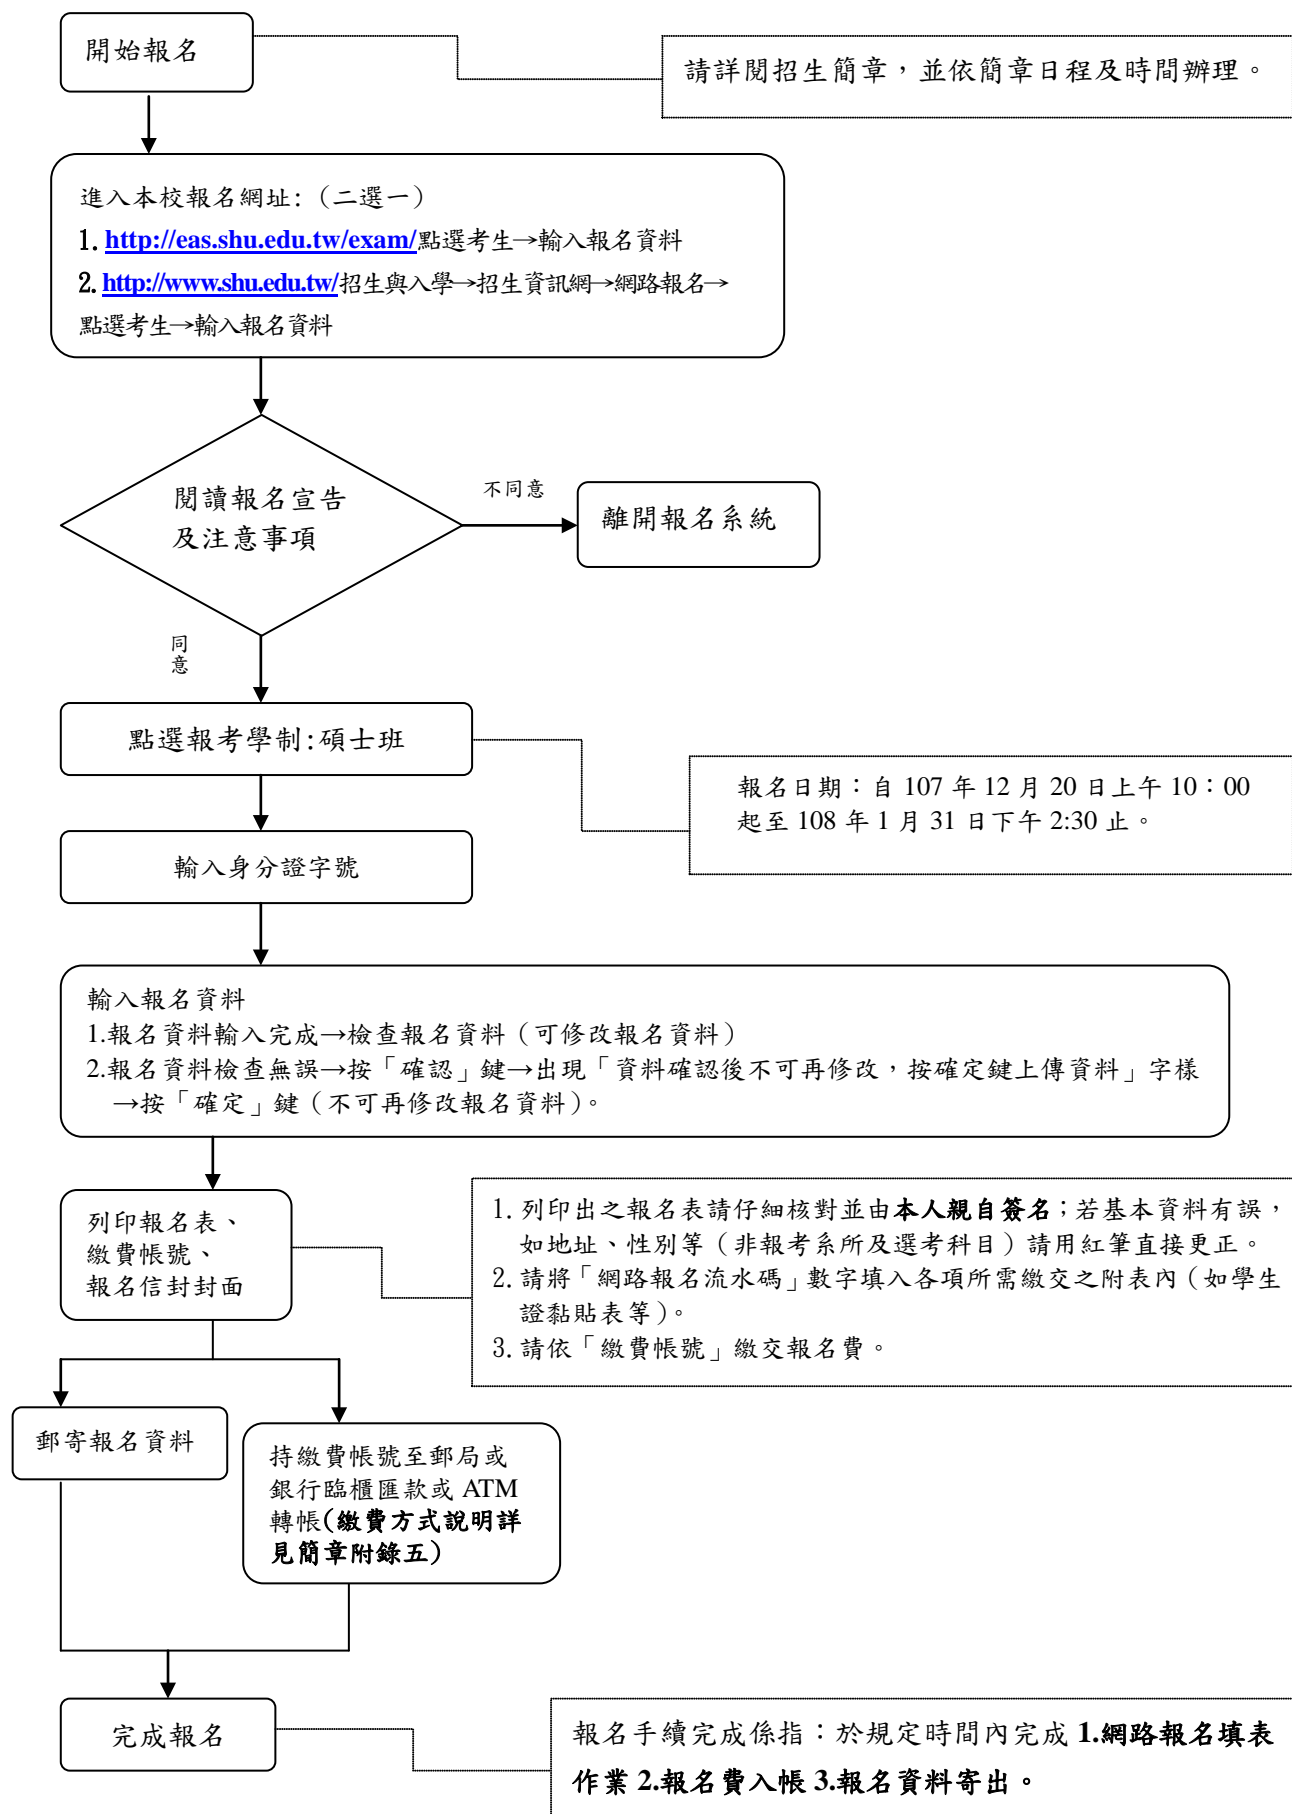 開始報名
請詳閱招生簡章，並依簡章日程及時間辦理。
進入本校報名網址:（二選一）
1. http://eas.shu.edu.tw/exam/點選考生→輸入報名資料
2. http://www.shu.edu.tw/招生與入學→招生資訊網→網路報名→
點選考生→輸入報名資料
閱讀報名宣告
及注意事項
不同意
離開報名系統
同
意
點選報考學制:碩士班
報名日期：自 107 年 12 月 20 日上午 10：00
起至 108 年 1 月 31 日下午 2:30 止。
輸入身分證字號
輸入報名資料
1.報名資料輸入完成→檢查報名資料（可修改報名資料）
2.報名資料檢查無誤→按「確認」鍵→出現「資料確認後不可再修改，按確定鍵上傳資料」字樣
→按「確定」鍵（不可再修改報名資料）。
列印報名表、
繳費帳號、
報名信封封面
1. 列印出之報名表請仔細核對並由本人親自簽名；若基本資料有誤，
如地址、性別等（非報考系所及選考科目）請用紅筆直接更正。
2. 請將「網路報名流水碼」數字填入各項所需繳交之附表內（如學生
證黏貼表等）。
3. 請依「繳費帳號」繳交報名費。
郵寄報名資料
持繳費帳號至郵局或
銀行臨櫃匯款或 ATM
轉帳(繳費方式說明詳
見簡章附錄五)
完成報名
報名手續完成係指：於規定時間內完成 1.網路報名填表
作業 2.報名費入帳 3.報名資料寄出。